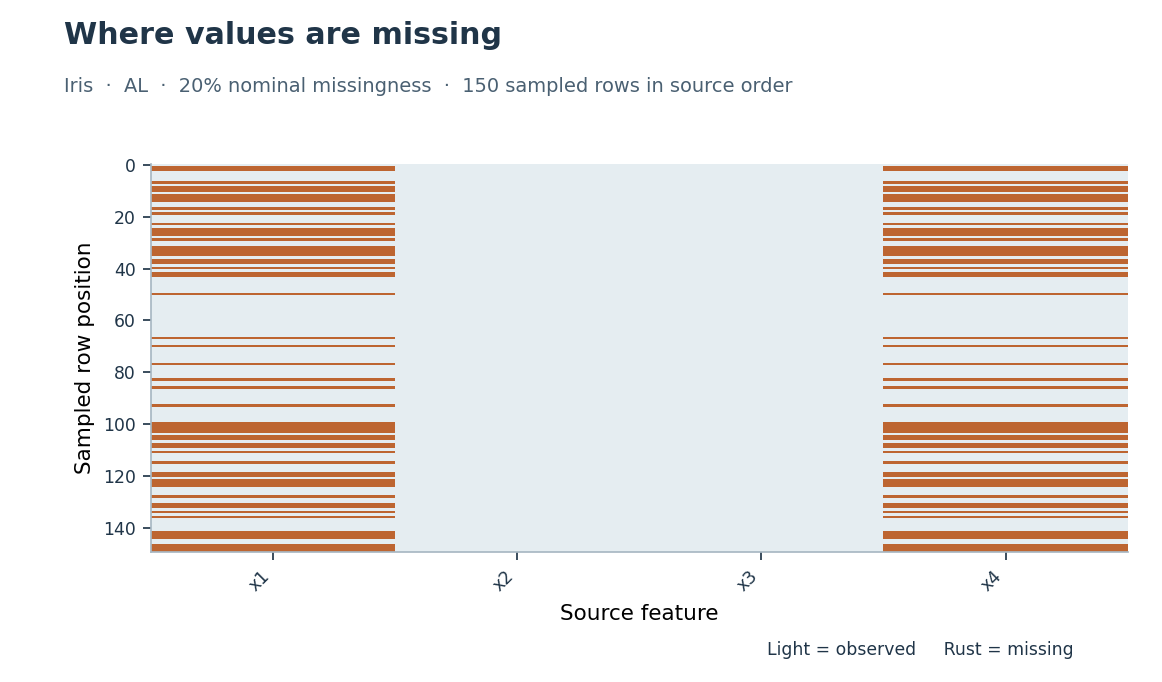 Where values are missing
Iris · AL · 20% nominal missingness · 150 sampled rows in source order
0
20
40
60
80
100
120
140
Sampled row position
x1
x2
x3
x4
Source feature
Light = observed Rust = missing